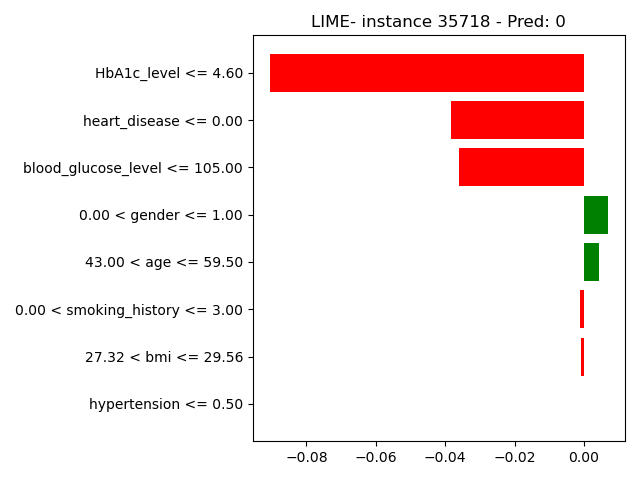 LIME- instance 35718 - Pred: 0
HbA1c_level <= 4.60
heart_disease <= 0.00
blood_glucose_level <= 105.00
0.00 < gender <= 1.00
43.00 < age <= 59.50
0.00 < smoking_history <= 3.00
27.32 < bmi <= 29.56
hypertension <= 0.50
−0.08 −0.06 −0.04 −0.02 0.00